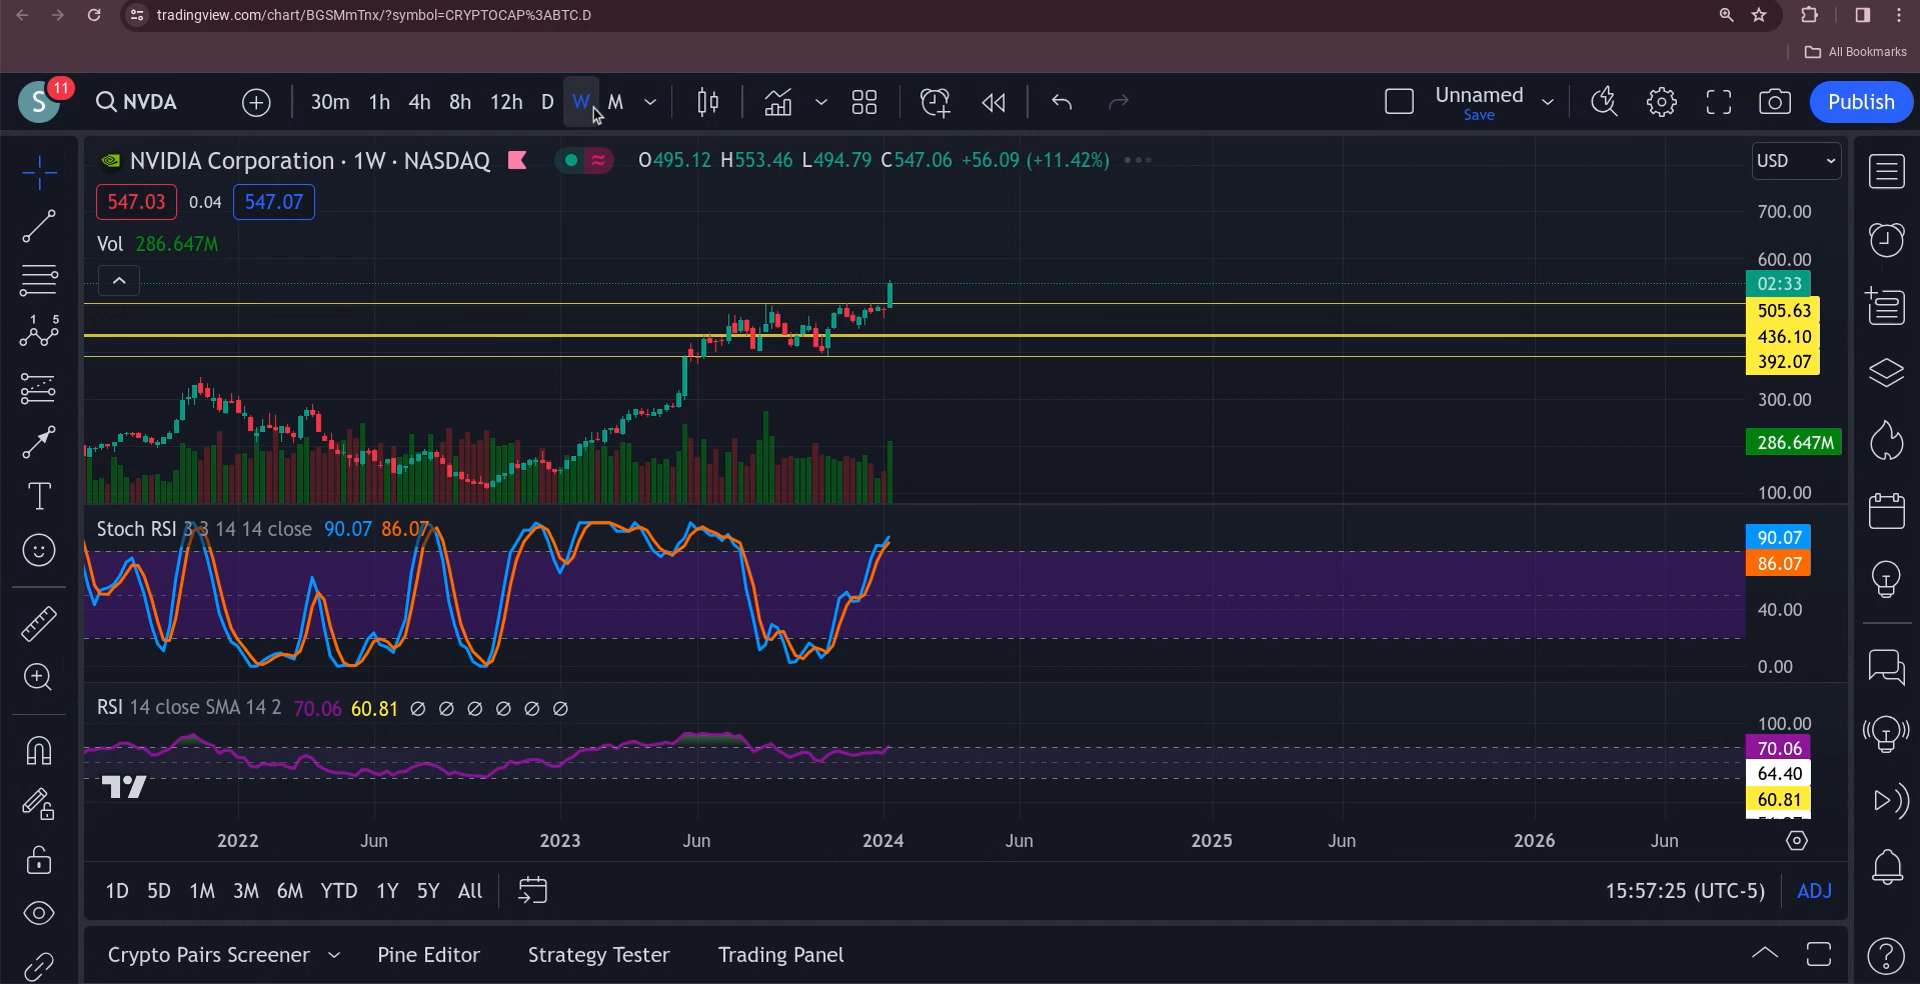 tradingview.com/chart/BGSMmTnx/?symbol=CRYPTOCAP%3ABTC.D
All Bookmarks
S 11 NVDA 30m 1h 4h 8h 12h D W M Unnamed Save Publish
NVIDIA Corporation · 1W · NASDAQ O495.12 H553.46 L494.79 C547.06 +56.09 (+11.42%) USD
547.03 0.04 547.07
700.00
Vol 286.647M
600.00
02:33
505.63
436.10
392.07
300.00
286.647M
100.00
Stoch RSI 3 3 14 14 close 90.07 86.07
90.07
86.07
40.00
0.00
RSI 14 close SMA 14 2 70.06 60.81 ∅ ∅ ∅ ∅ ∅ ∅
100.00
70.06
64.40
60.81
2022 Jun 2023 Jun 2024 Jun 2025 Jun 2026 Jun
1D 5D 1M 3M 6M YTD 1Y 5Y All 15:57:25 (UTC-5) ADJ
Crypto Pairs Screener Pine Editor Strategy Tester Trading Panel